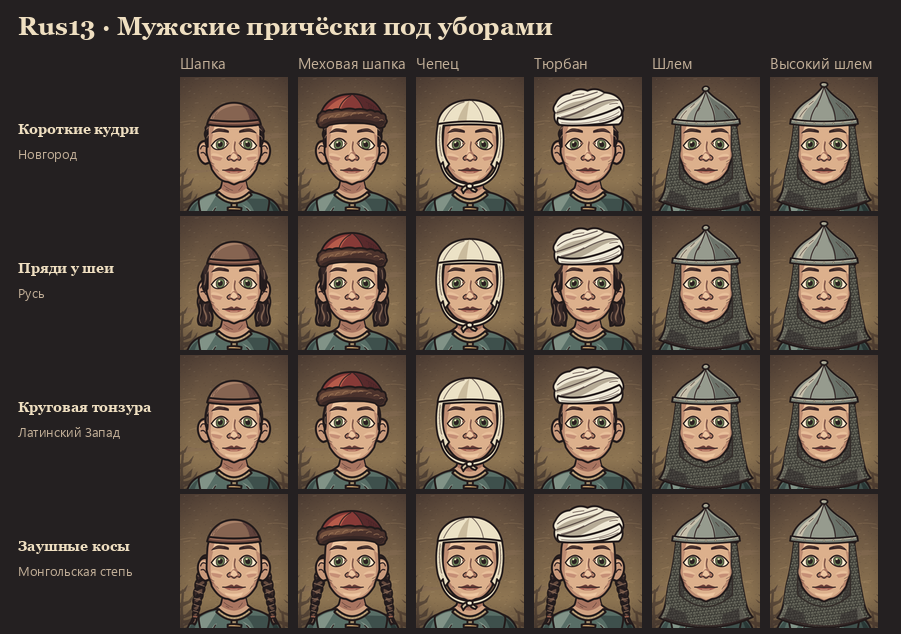 Rus13 · Мужские причёски под уборами
Шапка Меховая шапка Чепец Тюрбан Шлем Высокий шлем
Короткие кудри
Новгород
Пряди у шеи
Русь
Круговая тонзура
Латинский Запад
Заушные косы
Монгольская степь